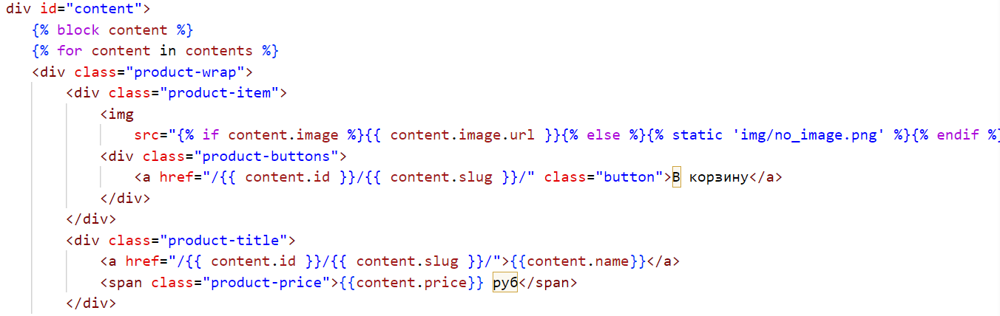 div id="content">
{% block content %}
{% for content in contents %}
<div class="product-wrap">
<div class="product-item">
<img
src="{% if content.image %}{{ content.image.url }}{% else %}{% static 'img/no_image.png' %}{% endif %}
<div class="product-buttons">
<a href="/{{ content.id }}/{{ content.slug }}/" class="button">В корзину</a>
</div>
</div>
<div class="product-title">
<a href="/{{ content.id }}/{{ content.slug }}/">{{content.name}}</a>
<span class="product-price">{{content.price}} руб</span>
</div>